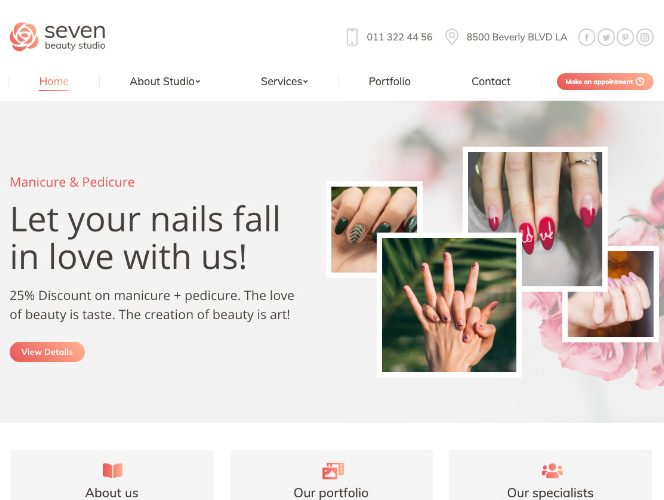 seven
beauty studio
011 322 44 56
8500 Beverly BLVD LA
Home
About Studio
Services
Portfolio
Contact
Make an appointment
Manicure & Pedicure
Let your nails fall
in love with us!
25% Discount on manicure + pedicure. The love
of beauty is taste. The creation of beauty is art!
View Details
love
About us
Our portfolio
Our specialists